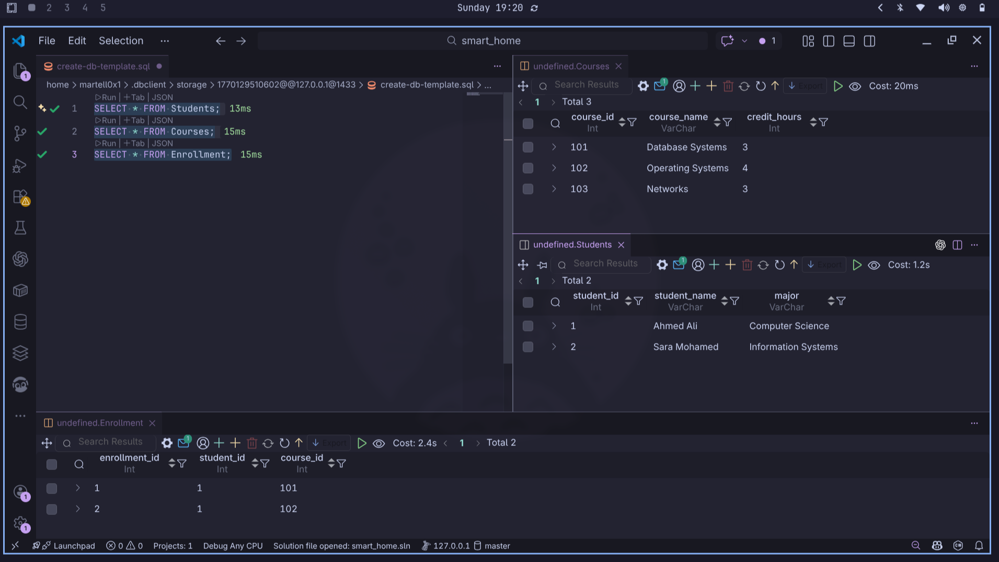 2 3 4 5
Sunday 19:20
File Edit Selection ...
smart_home
1
create-db-template.sql
home > martell0x1 > .dbclient > storage > 1770129510602@@127.0.0.1@1433 > create-db-template.sql > ...
Run | +Tab | JSON
1 SELECT * FROM Students; 13ms
Run | +Tab | JSON
2 SELECT * FROM Courses; 15ms
Run | +Tab | JSON
3 SELECT * FROM Enrollment; 15ms
1
undefined.Courses
Search Results 1 Export Cost: 20ms
1 Total 3
course_id course_name credit_hours
Int VarChar Int
101 Database Systems 3
102 Operating Systems 4
103 Networks 3
undefined.Students
Search Results 1 Export Cost: 1.2s
1 Total 2
student_id student_name major
Int VarChar VarChar
1 Ahmed Ali Computer Science
2 Sara Mohamed Information Systems
undefined.Enrollment
Search Results 1 Export Cost: 2.4s 1 Total 2
enrollment_id student_id course_id
Int Int Int
1 1 101
2 1 102
1
1
Launchpad 0 0 Projects: 1 Debug Any CPU Solution file opened: smart_home.sln 127.0.0.1 master